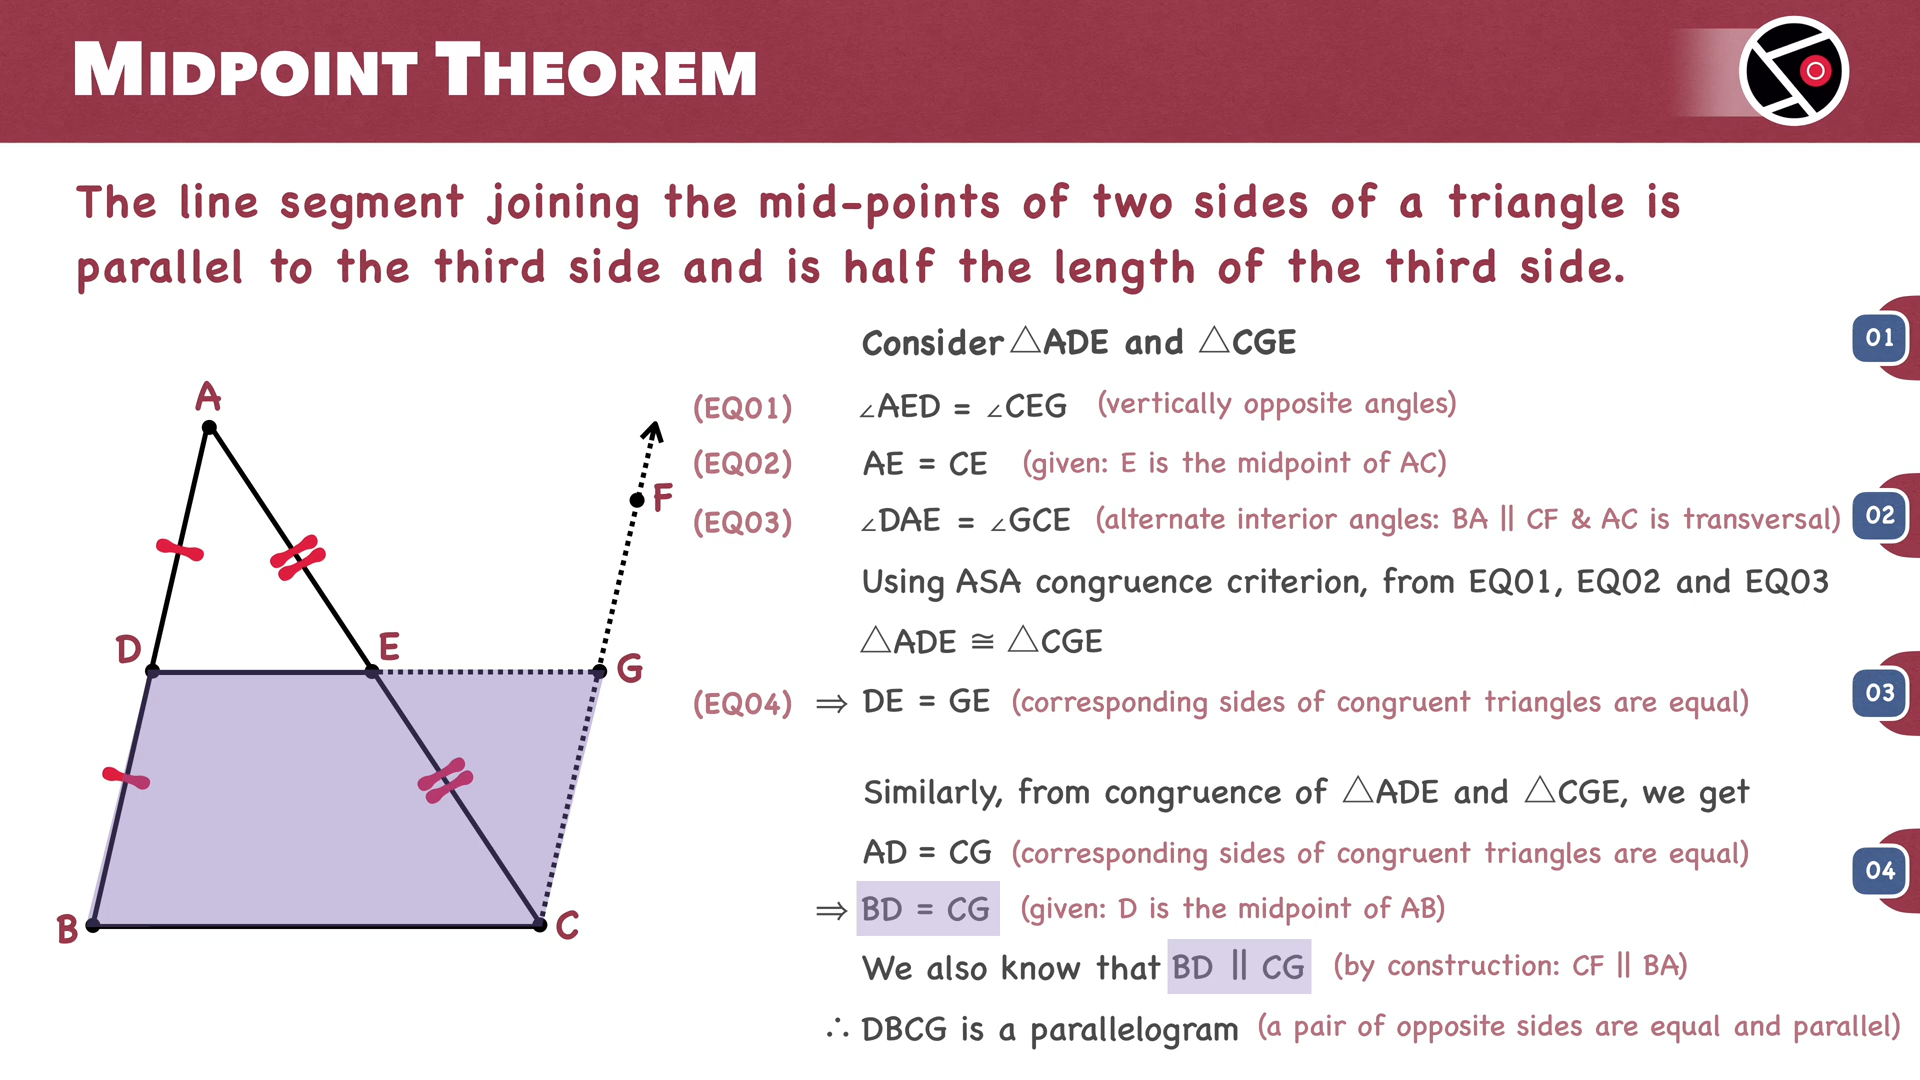 MIDPOINT THEOREM
The line segment joining the mid-points of two sides of a triangle is
parallel to the third side and is half the length of the third side.
Consider △ADE and △CGE
01
(EQ01) ∠AED = ∠CEG (vertically opposite angles)
(EQ02) AE = CE (given: E is the midpoint of AC)
(EQ03) ∠DAE = ∠GCE (alternate interior angles: BA || CF & AC is transversal)
02
Using ASA congruence criterion, from EQ01, EQ02 and EQ03
△ADE ≅ △CGE
(EQ04) ⇒ DE = GE (corresponding sides of congruent triangles are equal)
03
Similarly, from congruence of △ADE and △CGE, we get
AD = CG (corresponding sides of congruent triangles are equal)
04
⇒ BD = CG (given: D is the midpoint of AB)
We also know that BD || CG (by construction: CF || BA)
∴ DBCG is a parallelogram (a pair of opposite sides are equal and parallel)
A
F
D
E
G
B
C